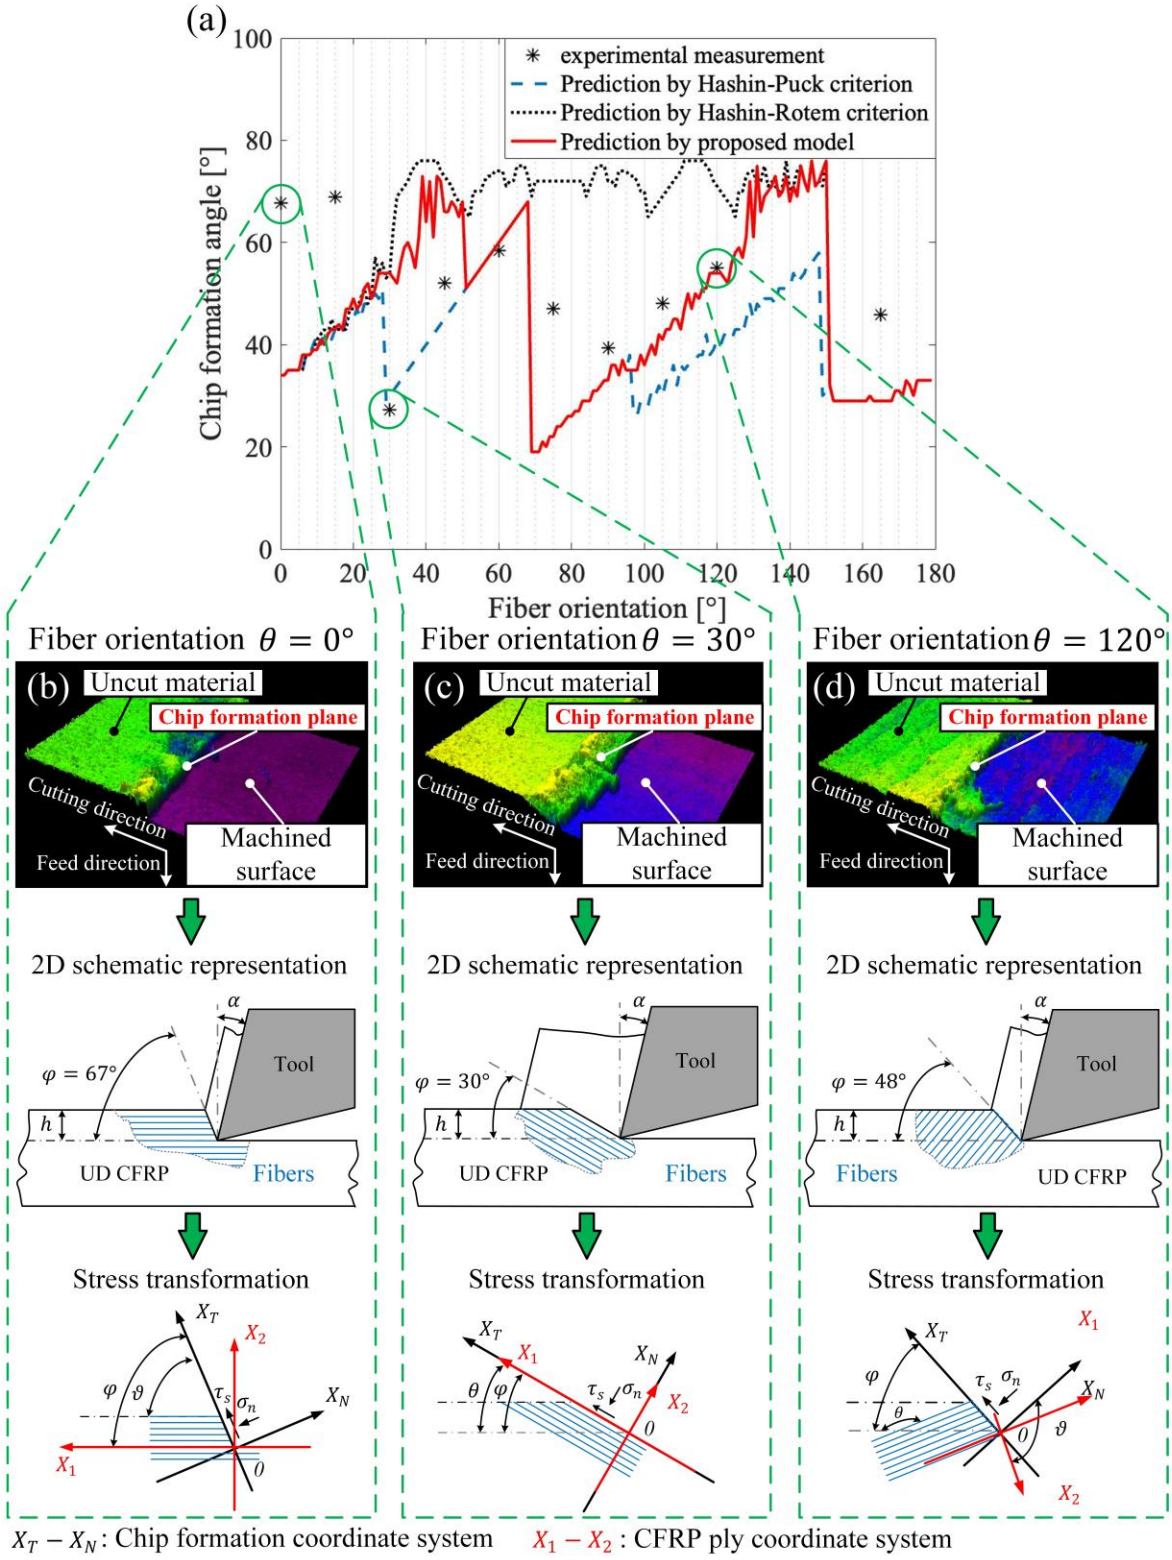 (a)
100
80
60
40
20
0
Chip formation angle [°]
experimental measurement
Prediction by Hashin-Puck criterion
Prediction by Hashin-Rotem criterion
Prediction by proposed model
0 20 40 60 80 100 120 140 160 180
Fiber orientation [°]
Fiber orientation θ = 0°
(b)
Uncut material
Chip formation plane
Cutting direction
Feed direction
Machined
surface
2D schematic representation
α
Tool
φ = 67°
h
UD CFRP
Fibers
Stress transformation
X_T
X_2
φ
ϑ
τ_s
σ_n
X_N
X_1
0
Fiber orientation θ = 30°
(c)
Uncut material
Chip formation plane
Cutting direction
Feed direction
Machined
surface
2D schematic representation
α
Tool
φ = 30°
h
UD CFRP
Fibers
Stress transformation
X_T
X_1
X_N
θ
φ
τ_s
σ_n
X_2
0
Fiber orientation θ = 120°
(d)
Uncut material
Chip formation plane
Cutting direction
Feed direction
Machined
surface
2D schematic representation
α
Tool
φ = 48°
h
Fibers
UD CFRP
Stress transformation
X_T
X_1
φ
τ_s
σ_n
X_N
θ
0
ϑ
X_2
X_T − X_N : Chip formation coordinate system
X_1 − X_2 : CFRP ply coordinate system